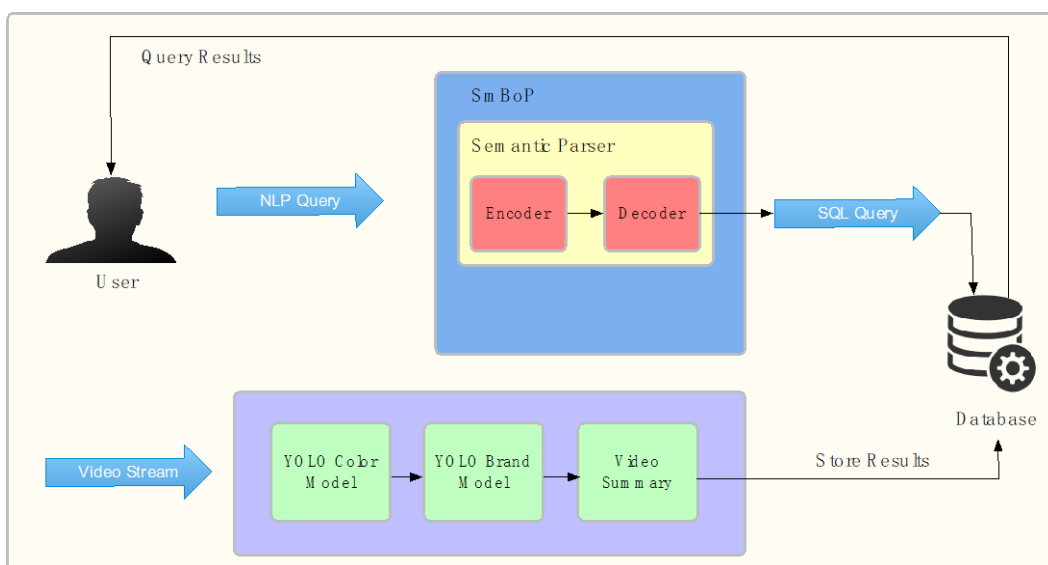 Query Results
SmBoP
Semantic Parser
NLP Query
Encoder
Decoder
SQL Query
User
Database
Video Stream
YOLO Color
Model
YOLO Brand
Model
Video
Summary
Store Results